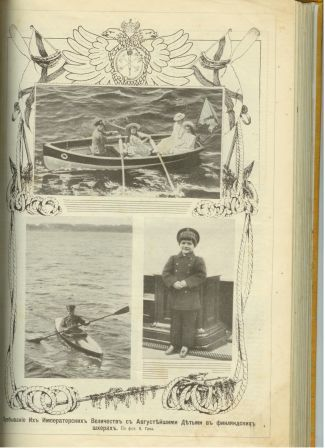 Пребываніе Ихъ Императорскихъ Величествъ съ Августѣйшими Дѣтьми въ финляндскихъ
шхерахъ. По фот. К. Гана.